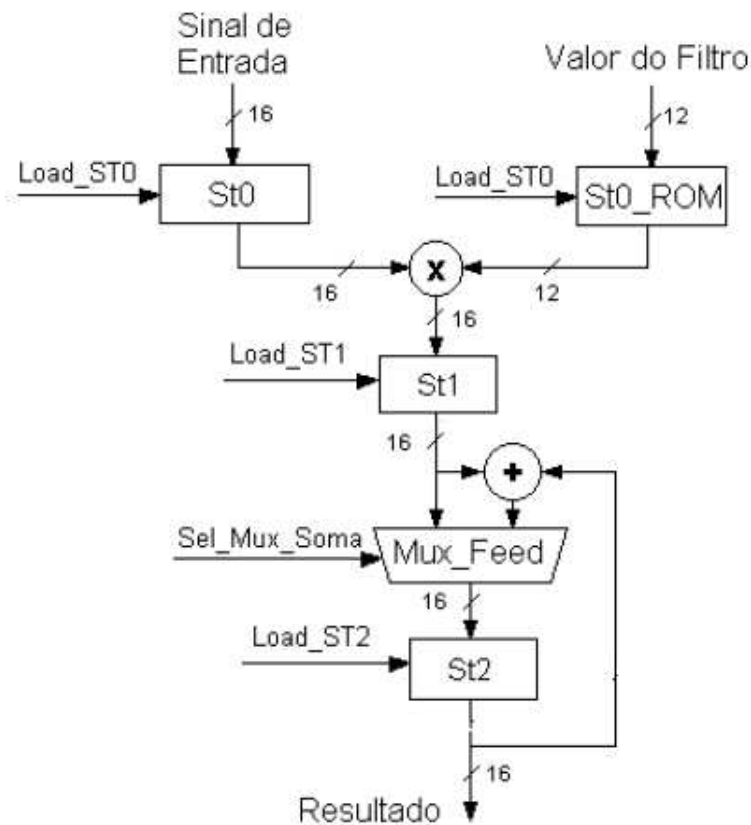 Sinal de
Entrada
Valor do Filtro
16
12
Load_ST0
St0
Load_ST0
St0_ROM
x
16
12
16
Load_ST1
St1
16
+
Sel_Mux_Soma
Mux_Feed
16
Load_ST2
St2
16
Resultado